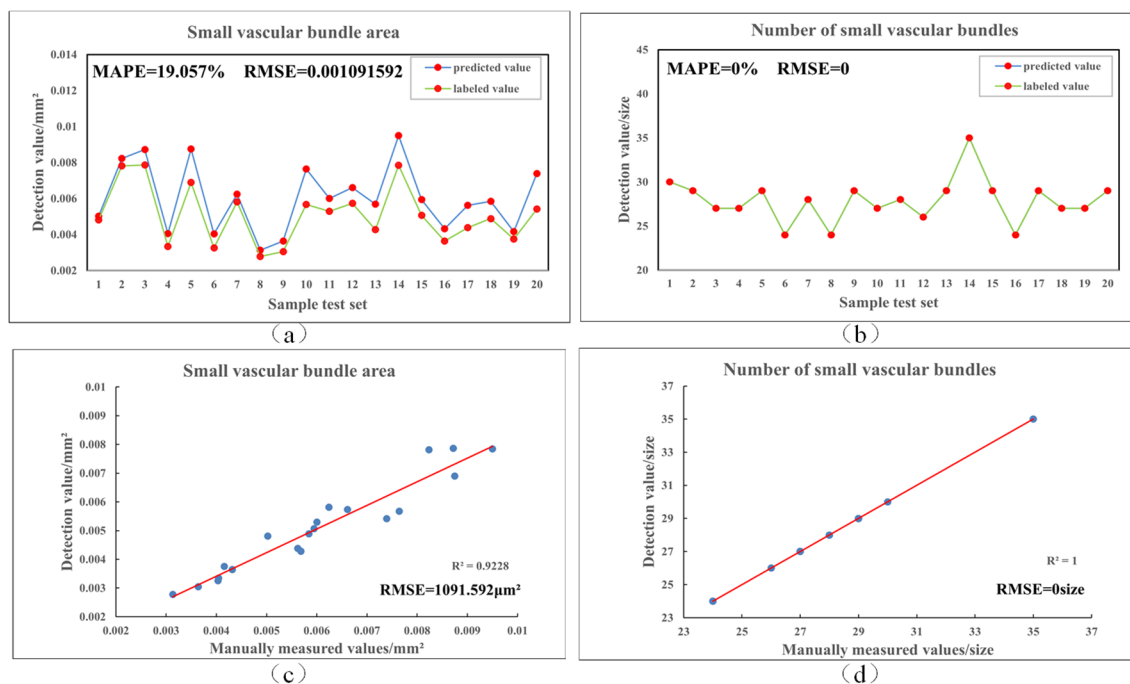 Small vascular bundle area
MAPE=19.057% RMSE=0.001091592
predicted value
labeled value
Detection value/mm²
0.014
0.012
0.01
0.008
0.006
0.004
0.002
1 2 3 4 5 6 7 8 9 10 11 12 13 14 15 16 17 18 19 20
Sample test set
(a)
Number of small vascular bundles
MAPE=0% RMSE=0
predicted value
labeled value
Detection value/size
45
40
35
30
25
20
1 2 3 4 5 6 7 8 9 10 11 12 13 14 15 16 17 18 19 20
Sample test set
(b)
Small vascular bundle area
Detection value/mm²
0.01
0.009
0.008
0.007
0.006
0.005
0.004
0.003
0.002
R² = 0.9228
RMSE=1091.592μm²
0.002 0.003 0.004 0.005 0.006 0.007 0.008 0.009 0.01
Manually measured values/mm²
(c)
Number of small vascular bundles
Detection value/size
37
35
33
31
29
27
25
23
R² = 1
RMSE=0size
23 25 27 29 31 33 35 37
Manually measured values/size
(d)